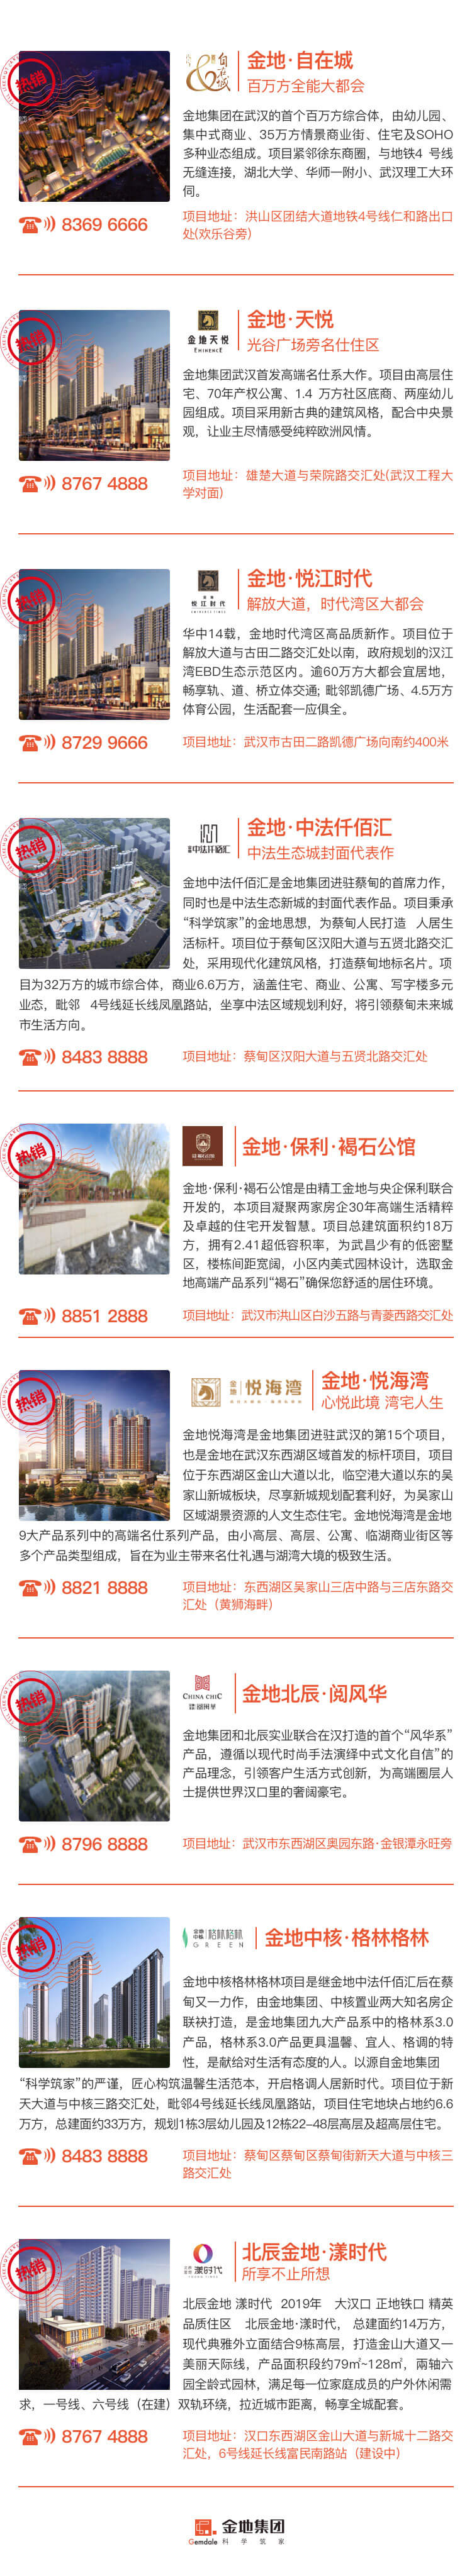 热销
自在城
金地·自在城
百万方全能大都会
金地集团在武汉的首个百万方综合体，由幼儿园、
集中式商业、35万方情景商业街、住宅及SOHO
多种业态组成。项目紧邻徐东商圈，与地铁4 号线
无缝连接，湖北大学、华师一附小、武汉理工大环
伺。
8369 6666
项目地址：洪山区团结大道地铁4号线仁和路出口
处(欢乐谷旁)
热销
金地天悦
EMINENCE
金地·天悦
光谷广场旁名仕住区
金地集团武汉首发高端名仕系大作。项目由高层住
宅、70年产权公寓、1.4 万方社区底商、两座幼儿
园组成。项目采用新古典的建筑风格，配合中央景
观，让业主尽情感受纯粹欧洲风情。
8767 4888
项目地址：雄楚大道与荣院路交汇处(武汉工程大
学对面)
热销
悦江时代
金地·悦江时代
解放大道，时代湾区大都会
华中14载，金地时代湾区高品质新作。项目位于
解放大道与古田二路交汇处以南，政府规划的汉江
湾EBD生态示范区内。逾60万方大都会宜居地，
畅享轨、道、桥立体交通; 毗邻凯德广场、4.5万方
体育公园，生活配套一应俱全。
8729 9666
项目地址：武汉市古田二路凯德广场向南约400米
热销
中法仟佰汇
金地·中法仟佰汇
中法生态城封面代表作
金地中法仟佰汇是金地集团进驻蔡甸的首席力作，
同时也是中法生态新城的封面代表作品。项目秉承
“科学筑家”的金地思想，为蔡甸人民打造 人居生
活标杆。项目位于蔡甸区汉阳大道与五贤北路交汇
处，采用现代化建筑风格，打造蔡甸地标名片。项
目为32万方的城市综合体，商业6.6万方，涵盖住宅、商业、公寓、写字楼多元
业态，毗邻 4号线延长线凤凰路站，坐享中法区域规划利好，将引领蔡甸未来城
市生活方向。
8483 8888
项目地址：蔡甸区汉阳大道与五贤北路交汇处
热销
金地·保利·褐石公馆
金地·保利·褐石公馆是由精工金地与央企保利联合
开发的，本项目凝聚两家房企30年高端生活精粹
及卓越的住宅开发智慧。项目总建筑面积约18万
方，拥有2.41超低容积率，为武昌少有的低密墅
区，楼栋间距宽阔，小区内美式园林设计，选取金
地高端产品系列“褐石”确保您舒适的居住环境。
8851 2888
项目地址：武汉市洪山区白沙五路与青菱西路交汇处
热销
金地 悦海湾
金地·悦海湾
心悦此境 湾宅人生
金地悦海湾是金地集团进驻武汉的第15个项目，
也是金地在武汉东西湖区域首发的标杆项目，项目
位于东西湖区金山大道以北，临空港大道以东的吴
家山新城板块，尽享新城规划配套利好，为吴家山
区域湖景资源的人文生态住宅。金地悦海湾是金地
9大产品系列中的高端名仕系列产品，由小高层、高层、公寓、临湖商业街区等
多个产品类型组成，旨在为业主带来名仕礼遇与湖湾大境的极致生活。
8821 8888
项目地址：东西湖区吴家山三店中路与三店东路交
汇处（黄狮海畔）
热销
CHINA CHIC
金地北辰·阅风华
金地集团和北辰实业联合在汉打造的首个“风华系”
产品，遵循以现代时尚手法演绎中式文化自信”的
产品理念，引领客户生活方式创新，为高端圈层人
士提供世界汉口里的奢阔豪宅。
8796 8888
项目地址：武汉市东西湖区奥园东路·金银潭永旺旁
热销
格林格林
GREEN
金地中核·格林格林
金地中核格林格林项目是继金地中法仟佰汇后在蔡
甸又一力作，由金地集团、中核置业两大知名房企
联袂打造，是金地集团九大产品系中的格林系3.0
产品，格林系3.0产品更具温馨、宜人、格调的特
性，是献给对生活有态度的人。以源自金地集团
“科学筑家”的严谨，匠心构筑温馨生活范本，开启格调人居新时代。项目位于新
天大道与中核三路交汇处，毗邻4号线延长线凤凰路站，项目住宅地块占地约6.6
万方，总建面约33万方，规划1栋3层幼儿园及12栋22-48层高层及超高层住宅。
8483 8888
项目地址：蔡甸区蔡甸区蔡甸街新天大道与中核三
路交汇处
热销
漾时代
北辰金地·漾时代
所享不止所想
北辰金地 漾时代 2019年 大汉口 正地铁口 精英
品质住区 北辰金地·漾时代， 总建面约14万方，
现代典雅外立面结合9栋高层，打造金山大道又一
美丽天际线，产品面积段约79㎡~128㎡，兩轴六
园全龄式园林，满足每一位家庭成员的户外休闲需
求，一号线、六号线（在建）双轨环绕，拉近城市距离，畅享全城配套。
8767 4888
项目地址：汉口东西湖区金山大道与新城十二路交
汇处，6号线延长线富民南路站（建设中）
金地集团
Gemdale 科学筑家